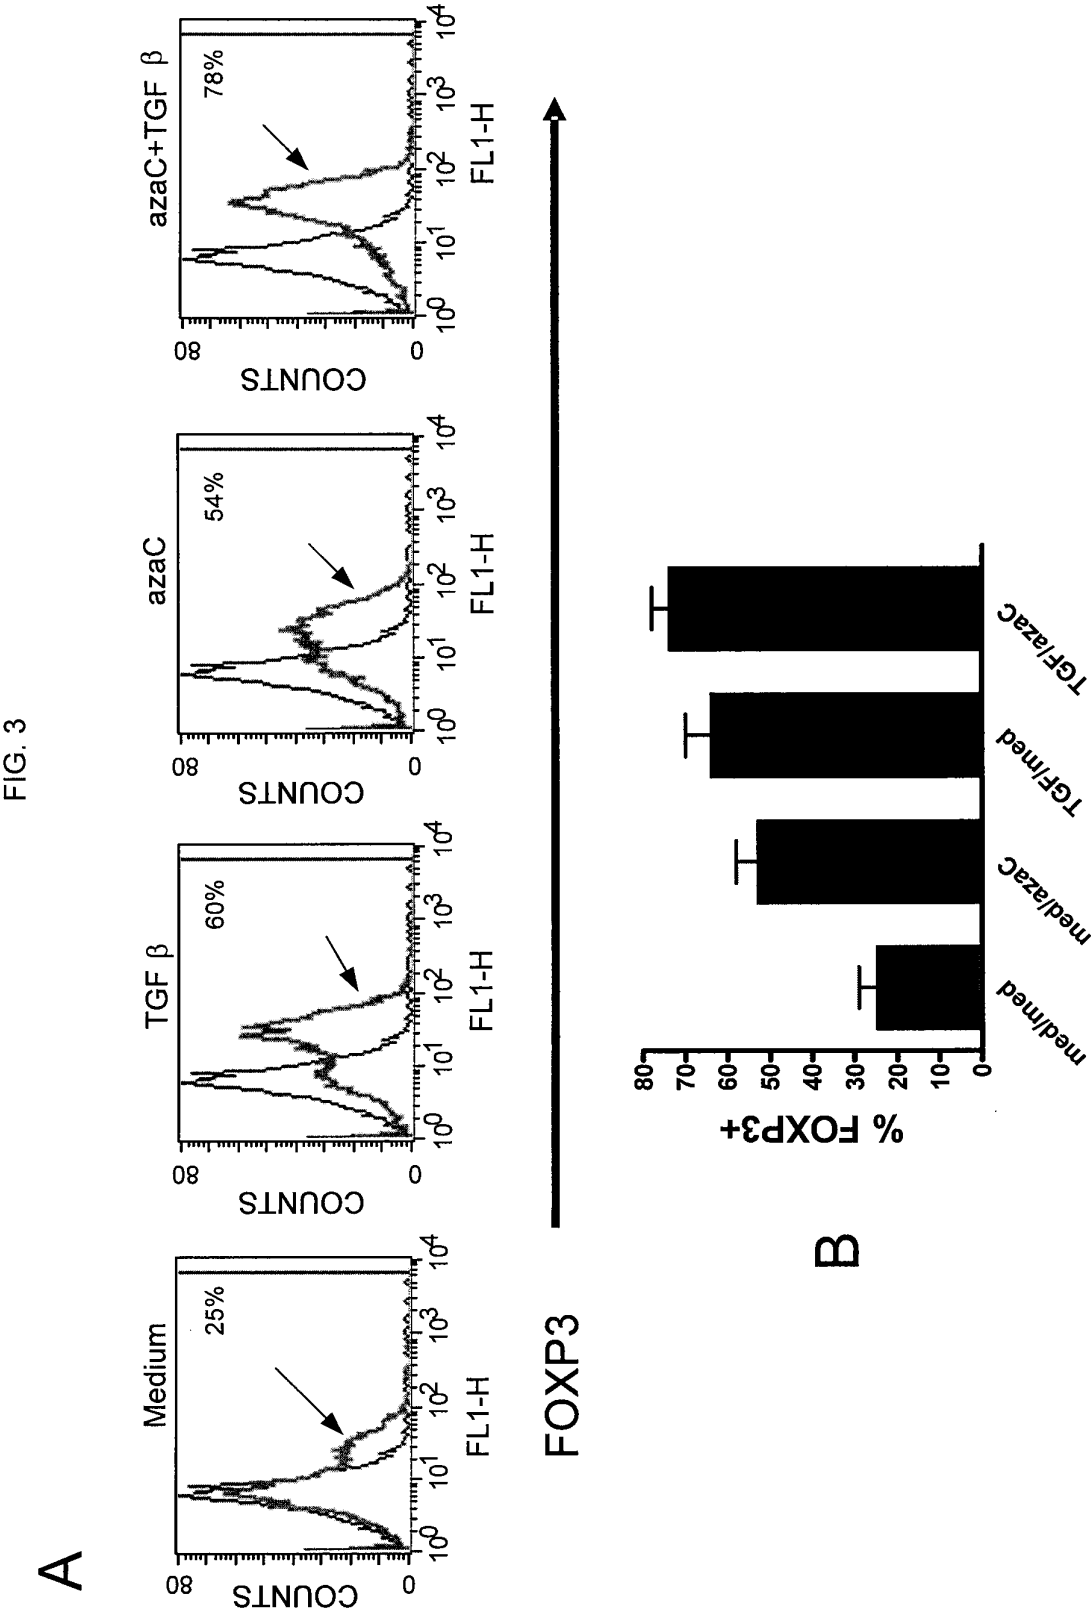 FIG. 3
A
Medium
25%
COUNTS
80
0
10^0 10^1 10^2 10^3 10^4
FL1-H
TGF β
60%
COUNTS
80
0
10^0 10^1 10^2 10^3 10^4
FL1-H
azaC
54%
COUNTS
80
0
10^0 10^1 10^2 10^3 10^4
FL1-H
azaC+TGF β
78%
COUNTS
80
0
10^0 10^1 10^2 10^3 10^4
FL1-H
FOXP3
B
% FOXP3+
80
70
60
50
40
30
20
10
0
med/med
med/azaC
TGF/med
TGF/azaC